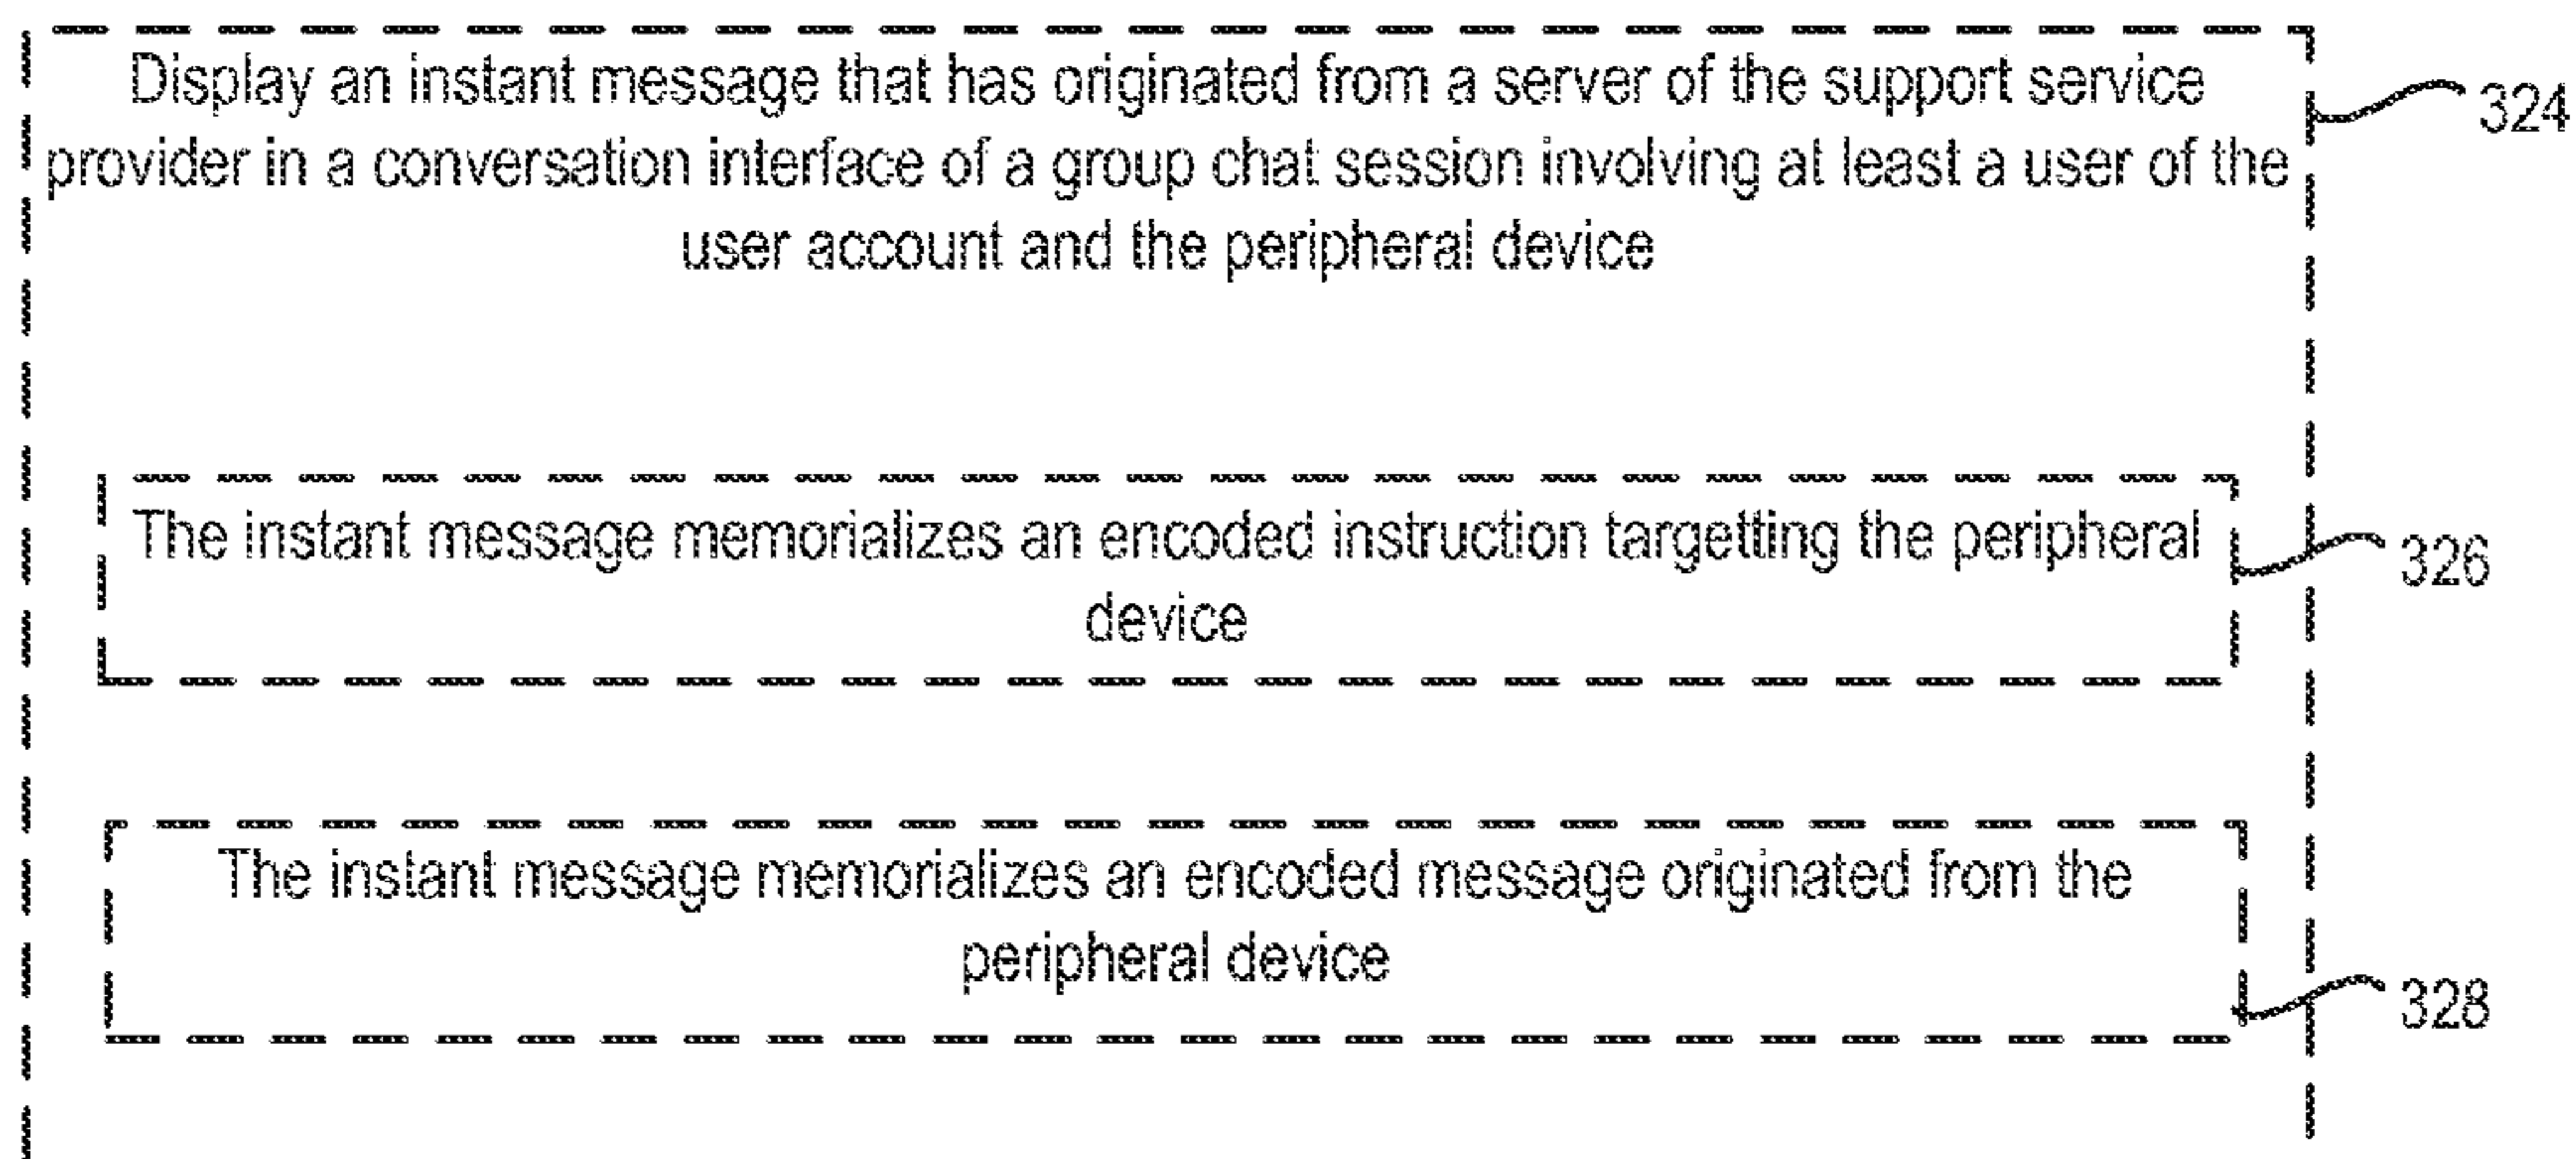 Display an instant message that has originated from a server of the support service
provider in a conversation interface of a group chat session involving at least a user of the
user account and the peripheral device
324
The instant message memorializes an encoded instruction targetting the peripheral
device
326
The instant message memorializes an encoded message originated from the
peripheral device
328